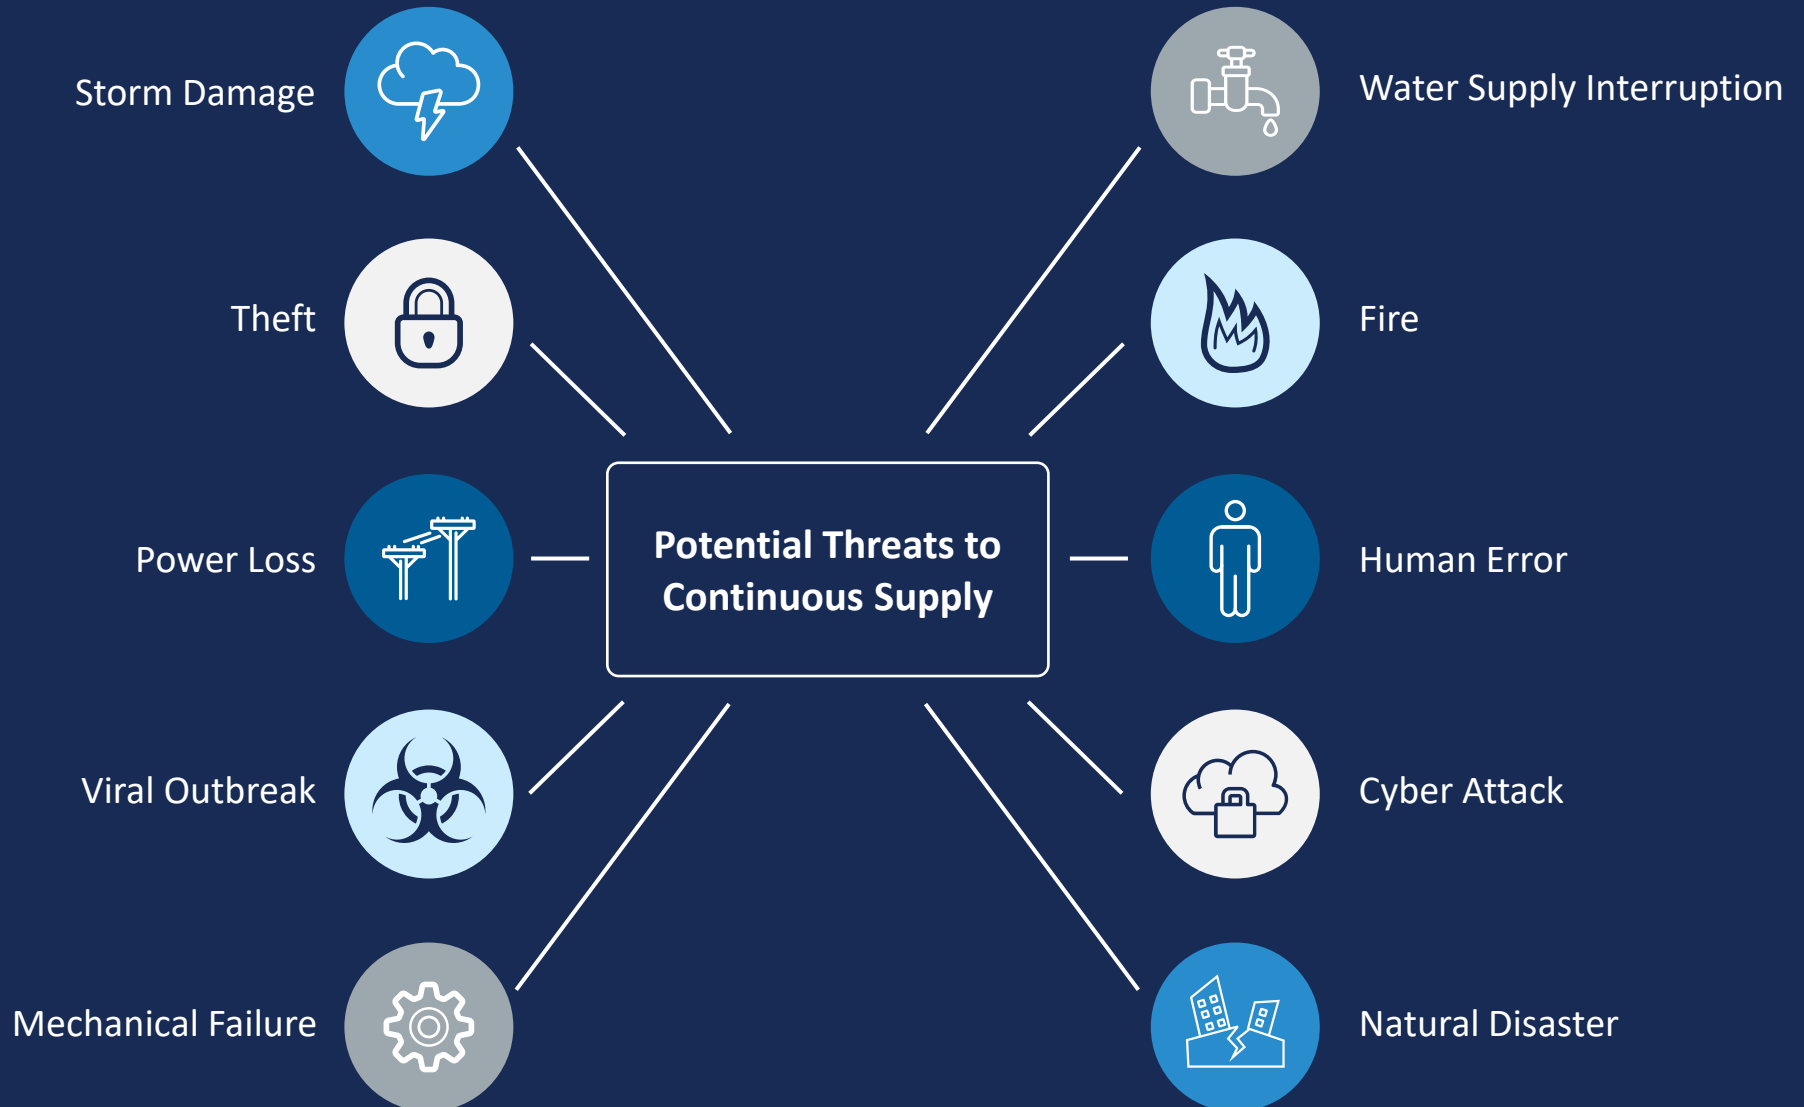 Storm Damage
Water Supply Interruption
Theft
Fire
Power Loss
Potential Threats to
Continuous Supply
Human Error
Viral Outbreak
Cyber Attack
Mechanical Failure
Natural Disaster